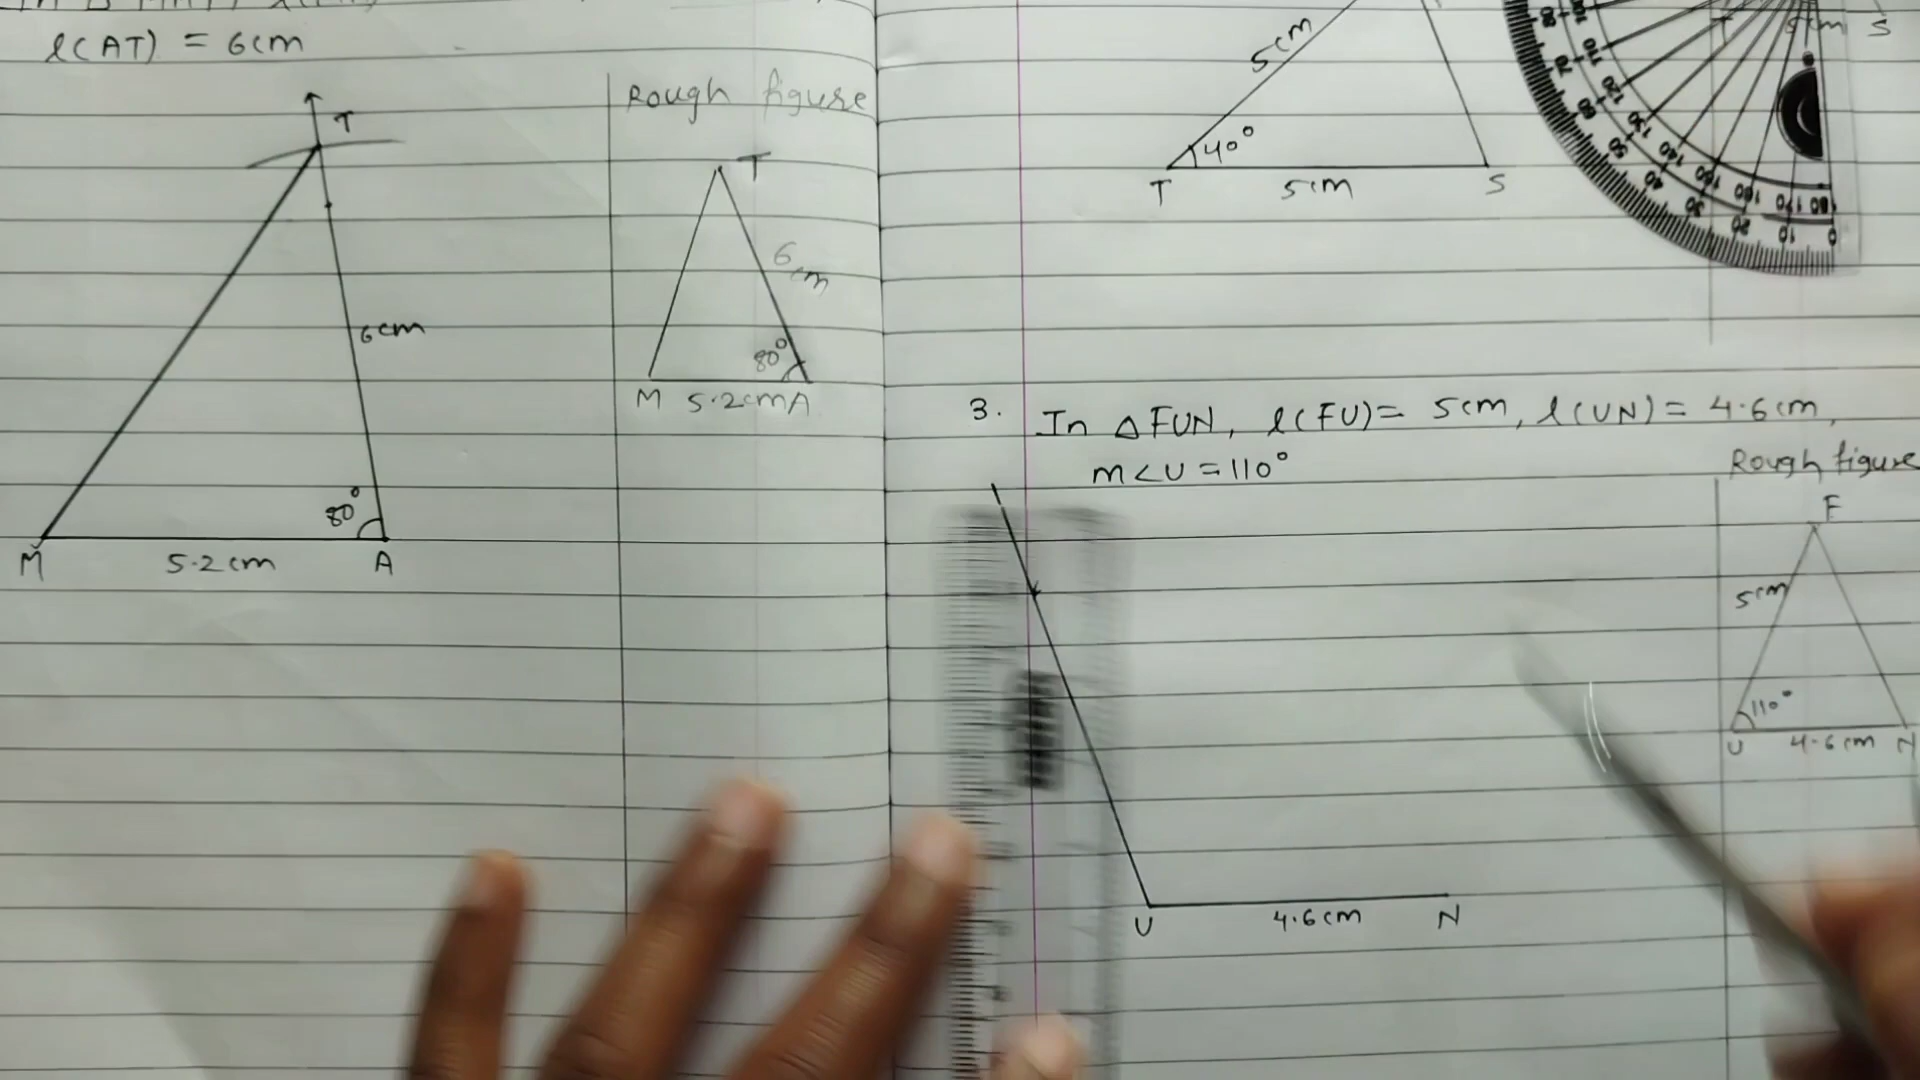 l(AT) = 6cm
T
6cm
80°
M 5.2cm A
Rough figure
T
6cm
80°
M 5.2cm A
5cm
40°
T 5cm S
S
3. In △FUN, l(FU)= 5cm, l(UN)= 4.6cm,
m∠U=110°
U 4.6cm N
Rough figure
F
5cm
110°
U 4.6cm N